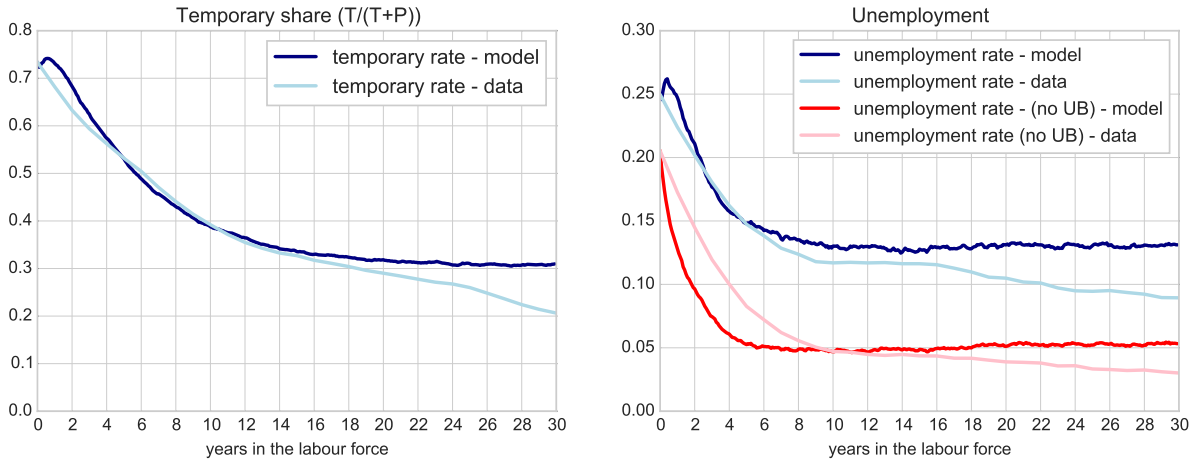 Temporary share (T/(T+P))
0.8
0.7
0.6
0.5
0.4
0.3
0.2
0.1
0.0
temporary rate - model
temporary rate - data
0 2 4 6 8 10 12 14 16 18 20 22 24 26 28 30
years in the labour force
Unemployment
0.30
0.25
0.20
0.15
0.10
0.05
0.00
unemployment rate - model
unemployment rate - data
unemployment rate - (no UB) - model
unemployment rate (no UB) - data
0 2 4 6 8 10 12 14 16 18 20 22 24 26 28 30
years in the labour force